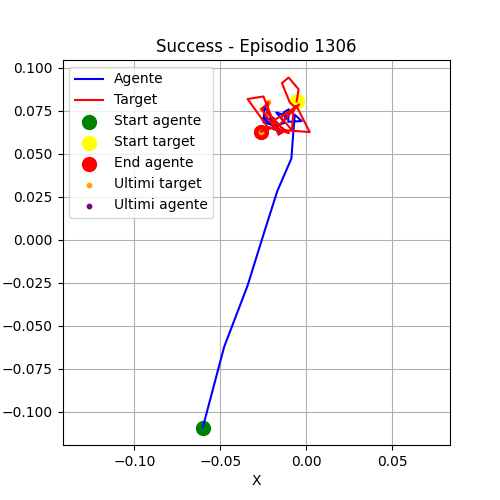 Success - Episodio 1306
0.100
0.075
0.050
0.025
0.000
−0.025
−0.050
−0.075
−0.100
Agente
Target
Start agente
Start target
End agente
Ultimi target
Ultimi agente
−0.10
−0.05
0.00
0.05
X